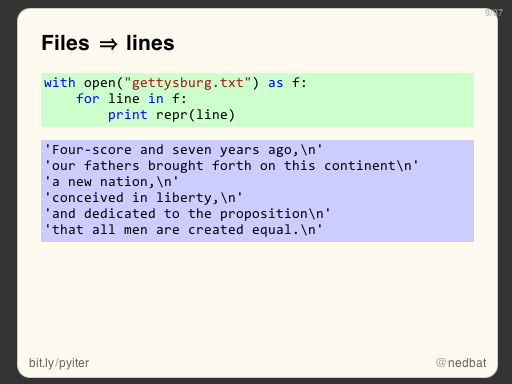 9/37
Files ⇒ lines
with open("gettysburg.txt") as f:
    for line in f:
        print repr(line)
'Four-score and seven years ago,\n'
'our fathers brought forth on this continent\n'
'a new nation,\n'
'conceived in liberty,\n'
'and dedicated to the proposition\n'
'that all men are created equal.\n'
bit.ly/pyiter
@nedbat